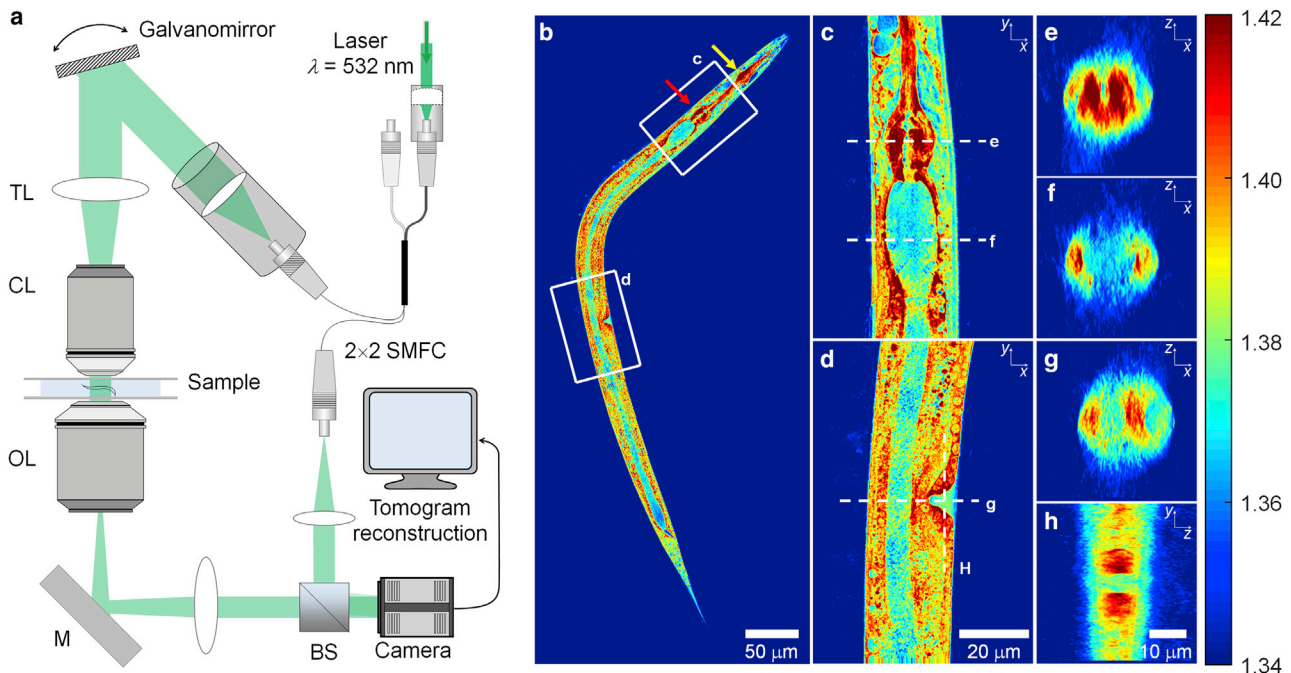 a
Galvanomirror
Laser
λ = 532 nm
TL
CL
2×2 SMFC
Sample
OL
Tomogram
reconstruction
M
BS
Camera
b
c
d
50 µm
c
y
x
e
f
d
y
x
g
H
20 µm
e
z
x
f
z
x
g
z
x
h
y
z
10 µm
1.42
1.40
1.38
1.36
1.34